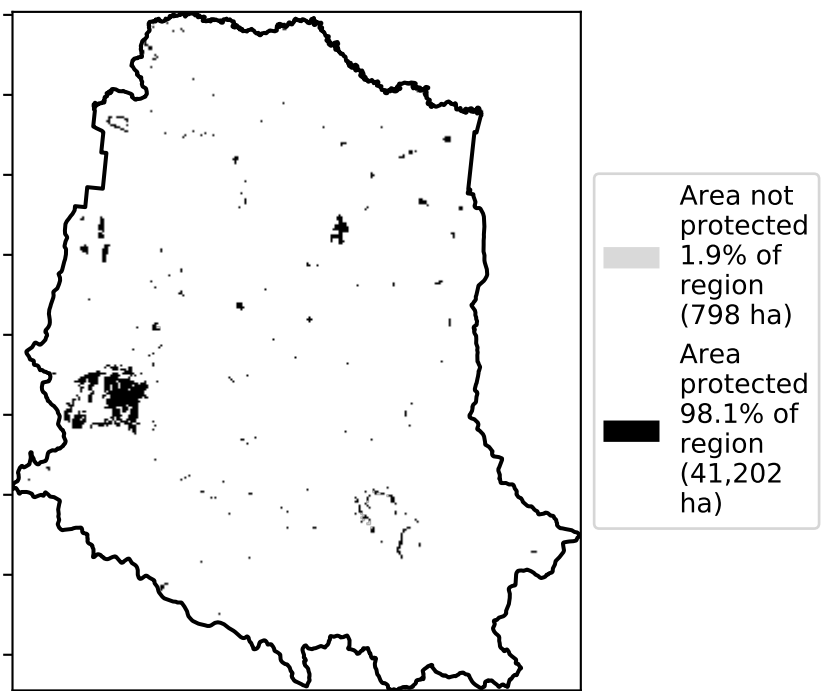 Area not
protected
1.9% of
region
(798 ha)
Area
protected
98.1% of
region
(41,202
ha)